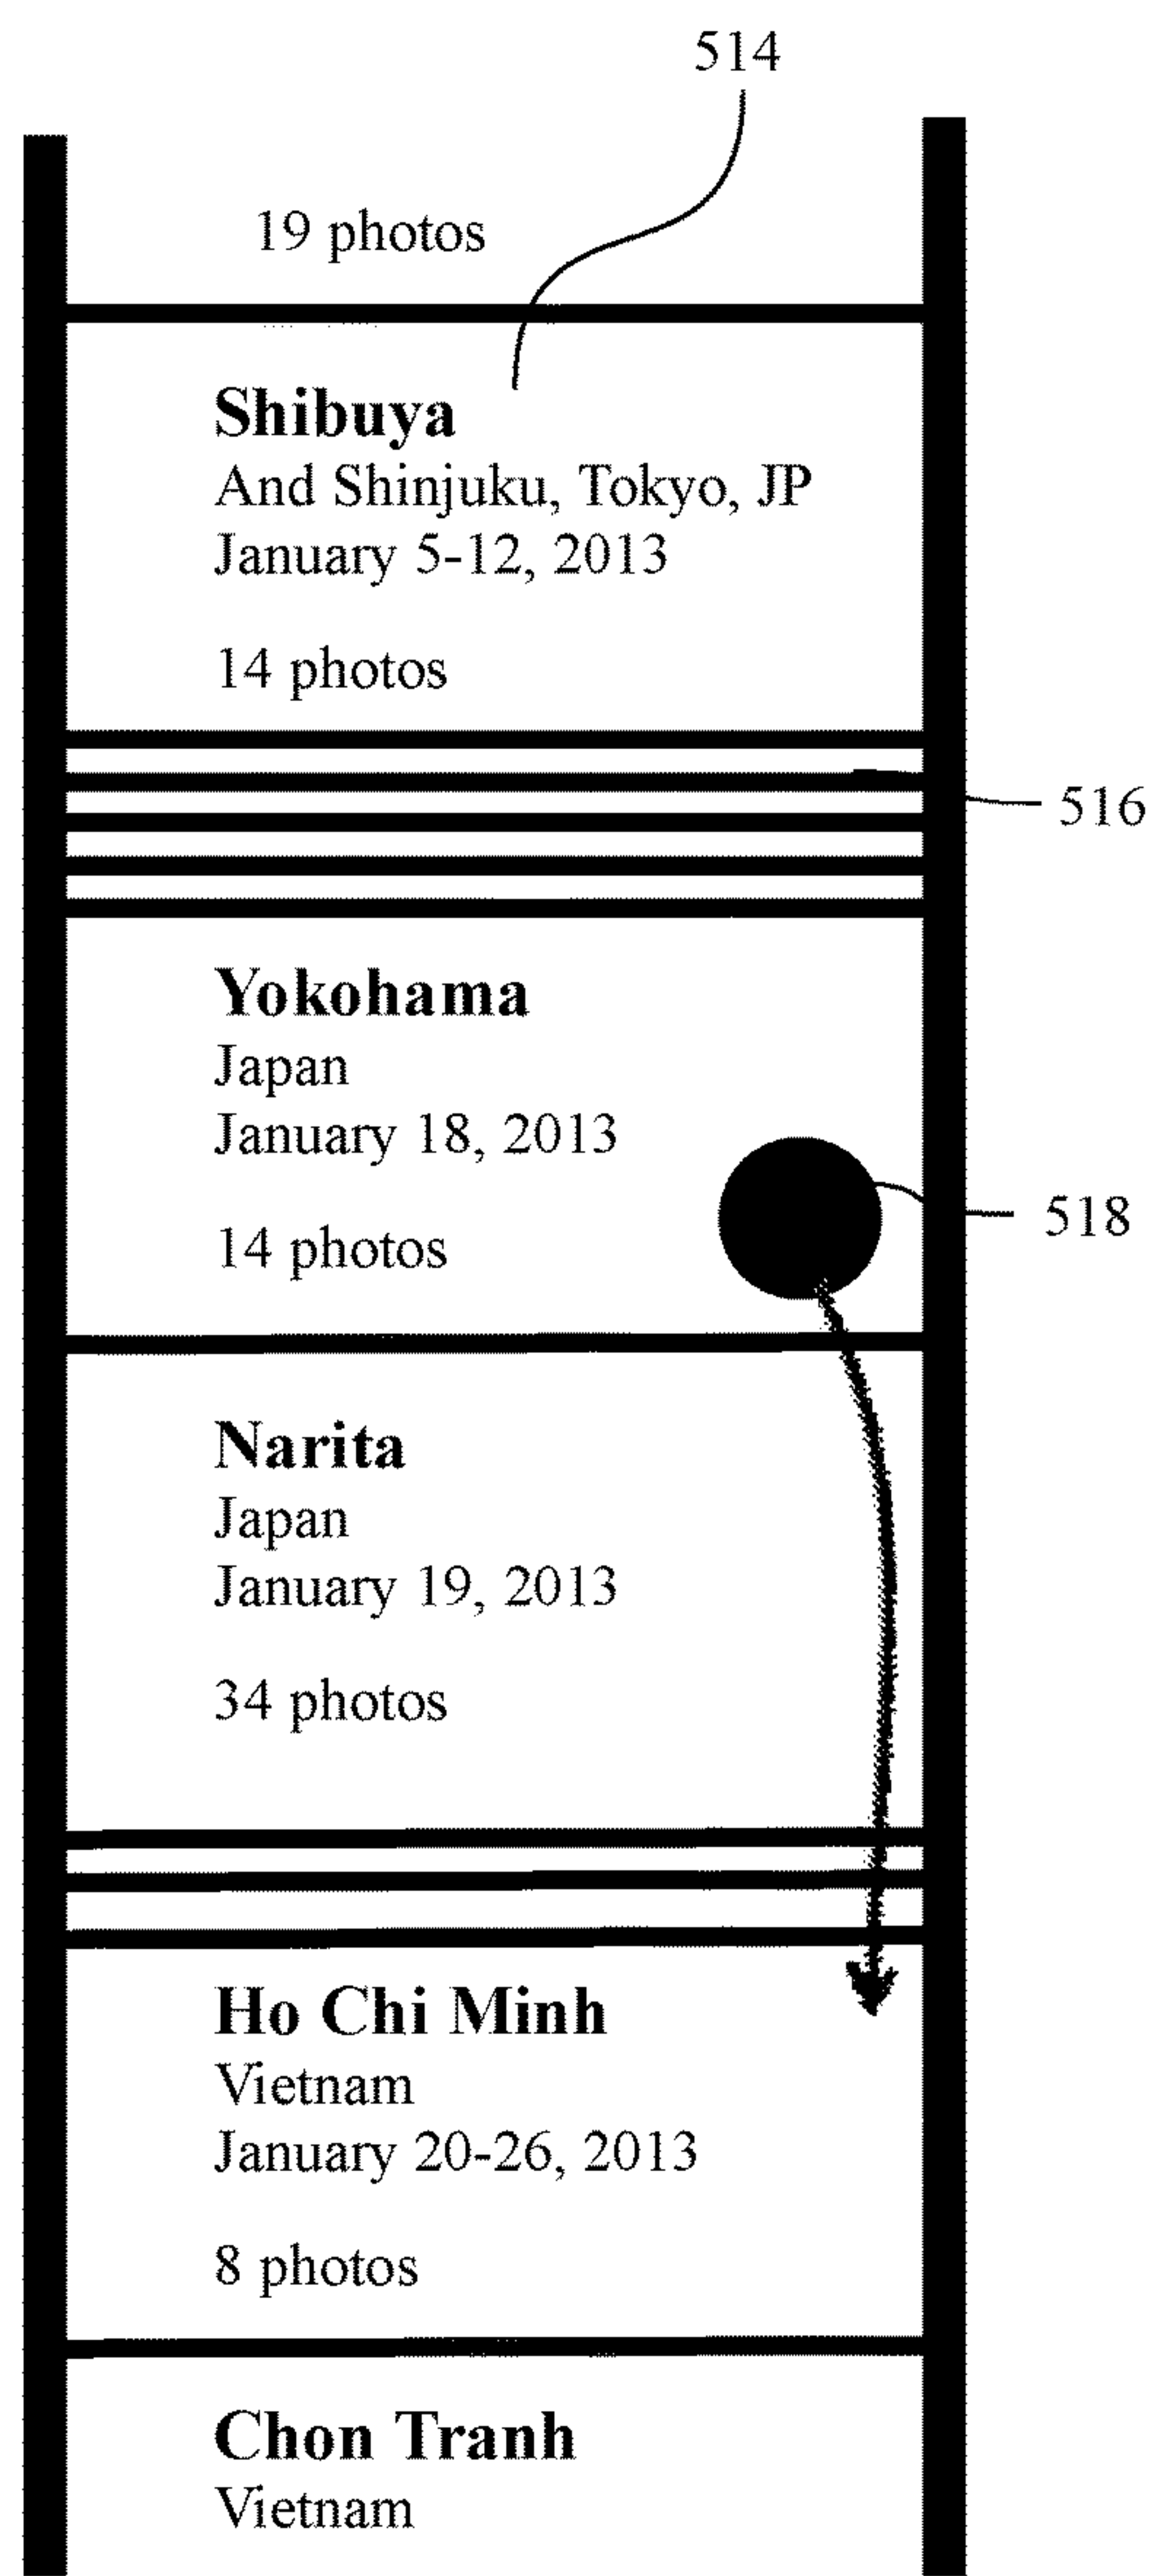 514
19 photos
Shibuya
And Shinjuku, Tokyo, JP
January 5-12, 2013
14 photos
516
Yokohama
Japan
January 18, 2013
14 photos
518
Narita
Japan
January 19, 2013
34 photos
Ho Chi Minh
Vietnam
January 20-26, 2013
8 photos
Chon Tranh
Vietnam